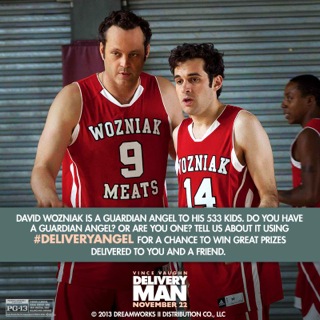 WOZNIAK
9
MEATS
WOZNIAK
14
DAVID WOZNIAK IS A GUARDIAN ANGEL TO HIS 533 KIDS. DO YOU HAVE
A GUARDIAN ANGEL? OR ARE YOU ONE? TELL US ABOUT IT USING
#DELIVERYANGEL FOR A CHANCE TO WIN GREAT PRIZES
DELIVERED TO YOU AND A FRIEND.
VINCE VAUGHN
DELIVERY
MAN
NOVEMBER 22
PG-13
© 2013 DREAMWORKS II DISTRIBUTION CO., LLC